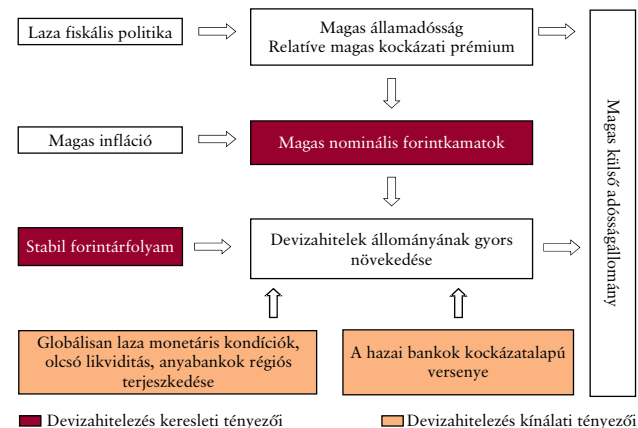 Laza fiskális politika
Magas államadósság
Relatíve magas kockázati prémium
Magas infláció
Magas nominális forintkamatok
Stabil forintárfolyam
Devizahitelek állományának gyors
növekedése
Magas külső adósságállomány
Globálisan laza monetáris kondíciók,
olcsó likviditás, anyabankok régiós
terjeszkedése
A hazai bankok kockázatalapú
versenye
Devizahitelezés keresleti tényezői
Devizahitelezés kínálati tényezői